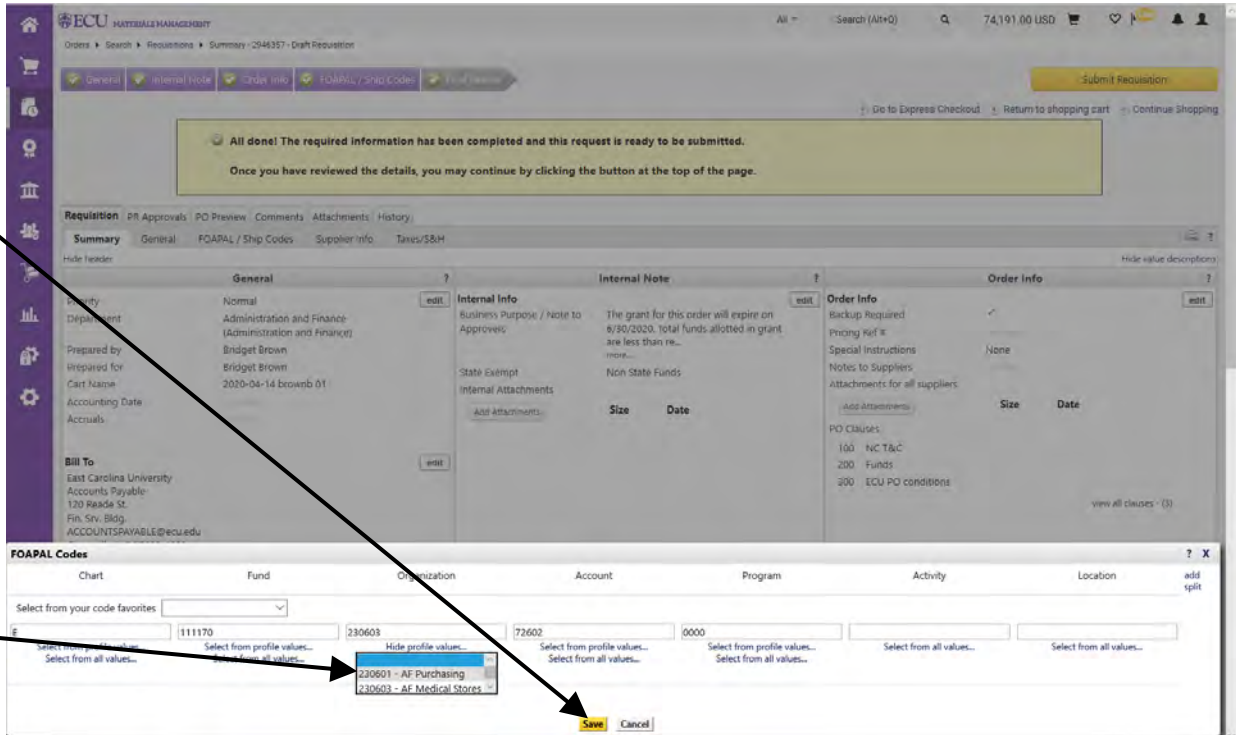 ECU MATERIALS MANAGEMENT
All
Search (Alt+Q)
74,191.00 USD
Orders Search Requisitions Summary - 2946357 - Draft Requisition
General
Internal Note
Order Info
FOAPAL / Ship Codes
Submit Requisition
Go to Express Checkout
Return to shopping cart
Continue Shopping
All done! The required information has been completed and this request is ready to be submitted.
Once you have reviewed the details, you may continue by clicking the button at the top of the page.
Requisition PR Approvals PO Preview Comments Attachments History
Summary General FOAPAL / Ship Codes Supplier Info Taxes/S&H ?
Hide header
Hide value descriptions
General ?
Priority Normal edit
Department Administration and Finance
(Administration and Finance)
Prepared by Bridget Brown
Prepared for Bridget Brown
Cart Name 2020-04-14 brownb 01
Accounting Date
Accruals
Bill To edit
East Carolina University
Accounts Payable
120 Reade St.
Fin. Srv. Bldg.
ACCOUNTSPAYABLE@ecu.edu
Internal Note ?
Internal Info edit
Business Purpose / Note to Approvers
The grant for this order will expire on
6/30/2020. Total funds allotted in grant
are less than re...
more...
State Exempt Non State Funds
Internal Attachments
Add Attachments Size Date
Order Info ?
Order Info edit
Backup Required ✓
Pricing Ref #
Special Instructions None
Notes to Suppliers
Attachments for all suppliers
Add Attachments Size Date
PO Clauses
100 NC T&C
200 Funds
300 ECU PO conditions
view all clauses - (3)
FOAPAL Codes ? X
Chart Fund Organization Account Program Activity Location add split
Select from your code favorites
E 111170 230603 72602 0000
Select from profile values... Select from profile values... Hide profile values... Select from profile values... Select from profile values... Select from all values... Select from all values...
Select from all values... Select from all values... Select from all values... Select from all values...
230601 - AF Purchasing
230603 - AF Medical Stores
Save Cancel